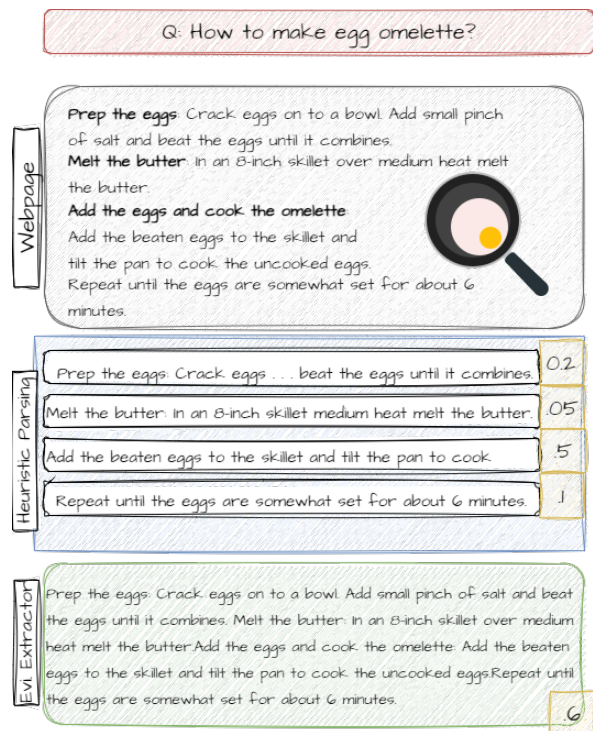 Q: How to make egg omelette?
Webpage
Prep the eggs: Crack eggs on to a bowl. Add small pinch
of salt and beat the eggs until it combines.
Melt the butter: In an 8-inch skillet over medium heat melt
the butter.
Add the eggs and cook the omelette:
Add the beaten eggs to the skillet and
tilt the pan to cook the uncooked eggs.
Repeat until the eggs are somewhat set for about 6
minutes.
Heuristic Parsing
Prep the eggs: Crack eggs . . . beat the eggs until it combines. 0.2
Melt the butter: In an 8-inch skillet medium heat melt the butter. .05
Add the beaten eggs to the skillet and tilt the pan to cook .5
Repeat until the eggs are somewhat set for about 6 minutes. .1
Evi Extractor
Prep the eggs: Crack eggs on to a bowl. Add small pinch of salt and beat
the eggs until it combines. Melt the butter: In an 8-inch skillet over medium
heat melt the butter.Add the eggs and cook the omelette: Add the beaten
eggs to the skillet and tilt the pan to cook the uncooked eggs.Repeat until
the eggs are somewhat set for about 6 minutes.
.6